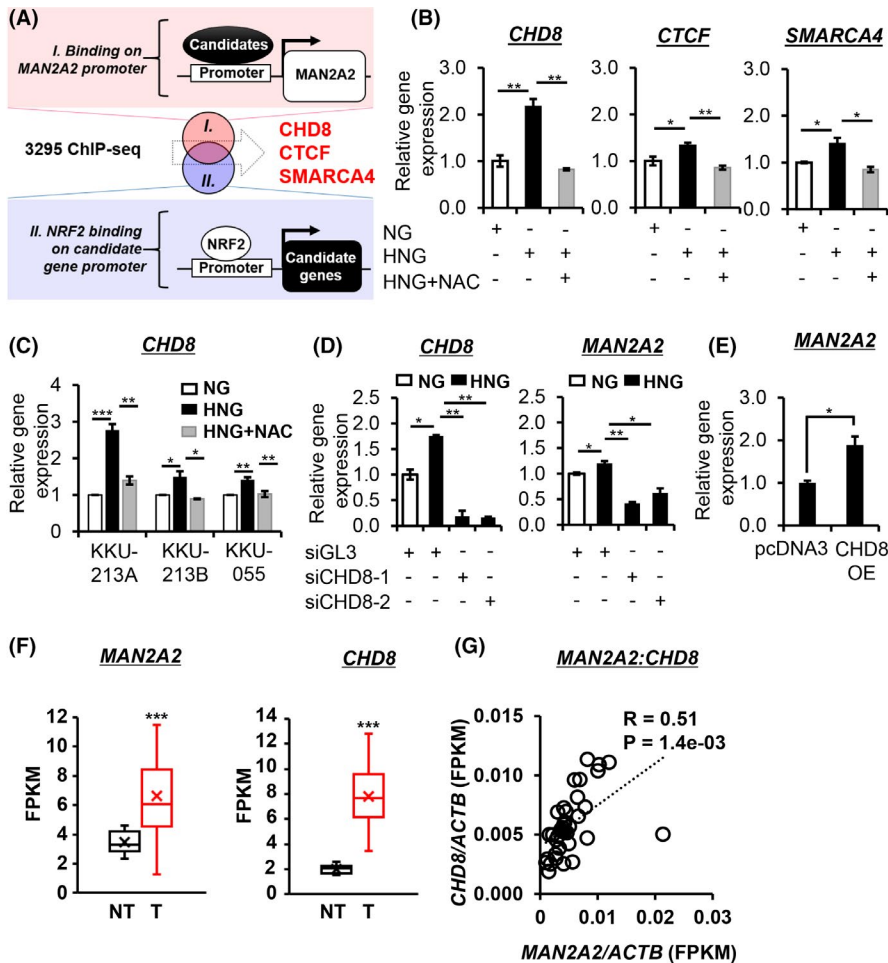 (A)
I. Binding on
MAN2A2 promoter
Candidates
Promoter
MAN2A2
3295 ChIP-seq
I.
II.
CHD8
CTCF
SMARCA4
II. NRF2 binding
on candidate
gene promoter
NRF2
Promoter
Candidate
genes
(B)
CHD8
CTCF
SMARCA4
Relative gene
expression
3.0
2.0
1.0
0.0
** **
3.0
2.0
1.0
0.0
* **
3.0
2.0
1.0
0.0
* *
NG + + +
HNG + + + + + +
HNG+NAC + + +
(C)
CHD8
Relative gene
expression
4
3
2
1
0
NG
HNG
HNG+NAC
*** **
* *
** **
KKU-
213A
KKU-
213B
KKU-
055
(D)
CHD8
MAN2A2
NG HNG
NG HNG
Relative gene
expression
2.5
2.0
1.5
1.0
0.5
0.0
* ** **
2.5
2.0
1.5
1.0
0.5
0.0
* ** *
siGL3 + + - - + + - -
siCHD8-1 - - + - - - + -
siCHD8-2 - - - + - - - +
(E)
MAN2A2
Relative gene
expression
3.0
2.0
1.0
0.0
*
pcDNA3
CHD8
OE
(F)
MAN2A2
FPKM
12
10
8
6
4
2
0
***
NT T
CHD8
FPKM
14
12
10
8
6
4
2
0
***
NT T
(G)
MAN2A2:CHD8
CHD8/ACTB (FPKM)
0.015
0.010
0.005
0.000
R = 0.51
P = 1.4e-03
0 0.01 0.02 0.03
MAN2A2/ACTB (FPKM)